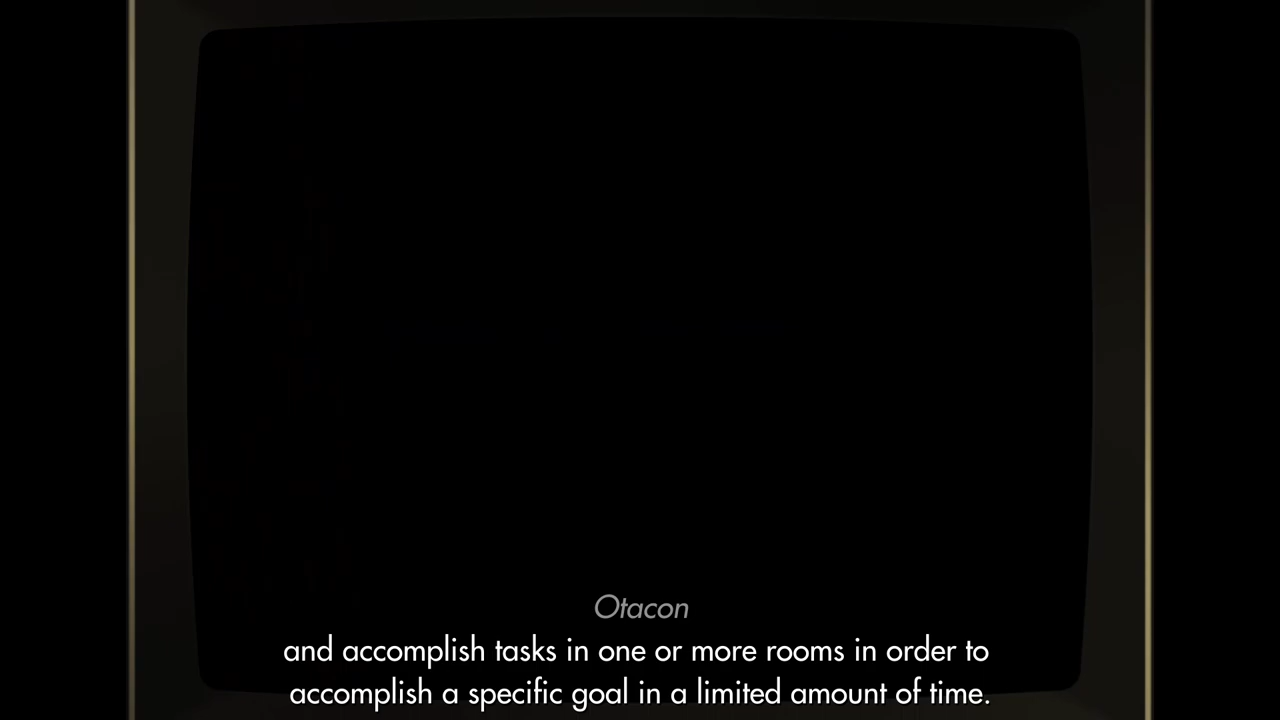 Otacon
and accomplish tasks in one or more rooms in order to
accomplish a specific goal in a limited amount of time.